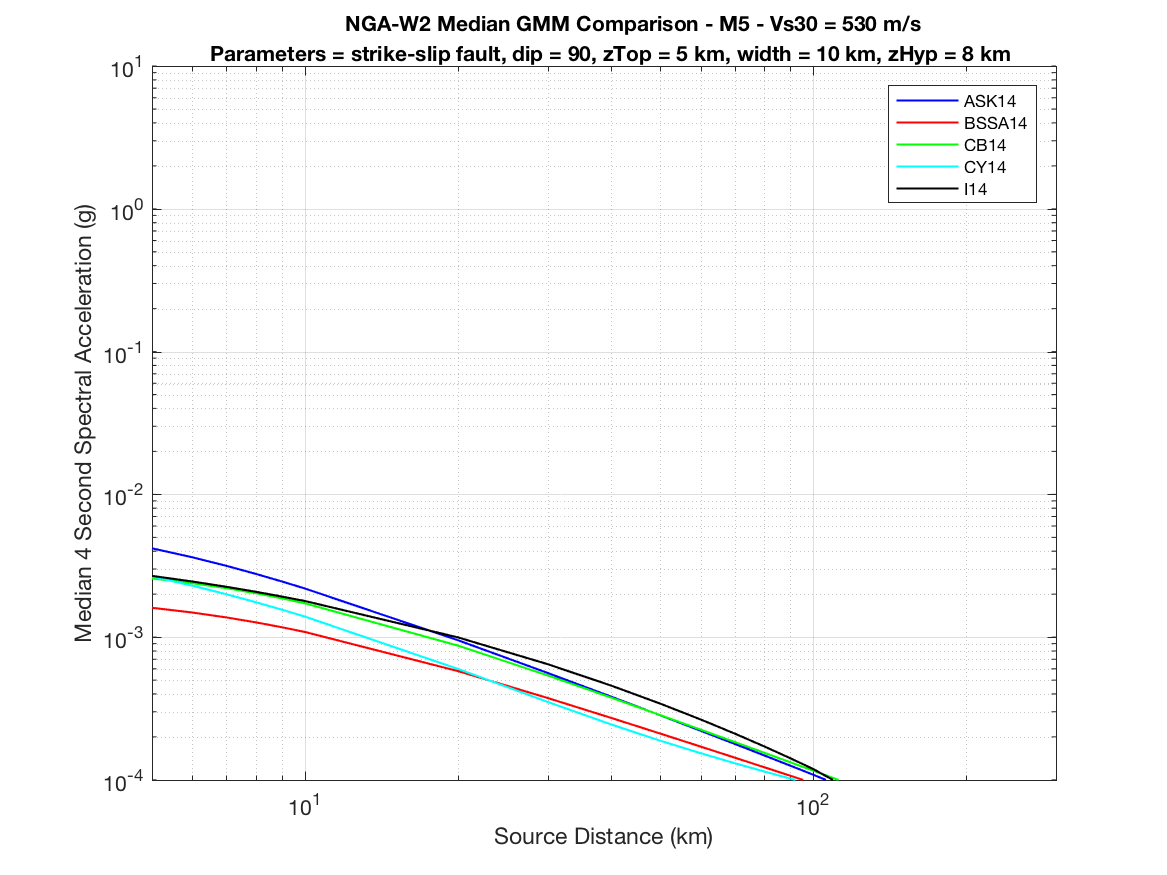 NGA-W2 Median GMM Comparison - M5 - Vs30 = 530 m/s
Parameters = strike-slip fault, dip = 90, zTop = 5 km, width = 10 km, zHyp = 8 km
ASK14
BSSA14
CB14
CY14
I14
Median 4 Second Spectral Acceleration (g)
10^1
10^0
10^-1
10^-2
10^-3
10^-4
10^1
10^2
Source Distance (km)